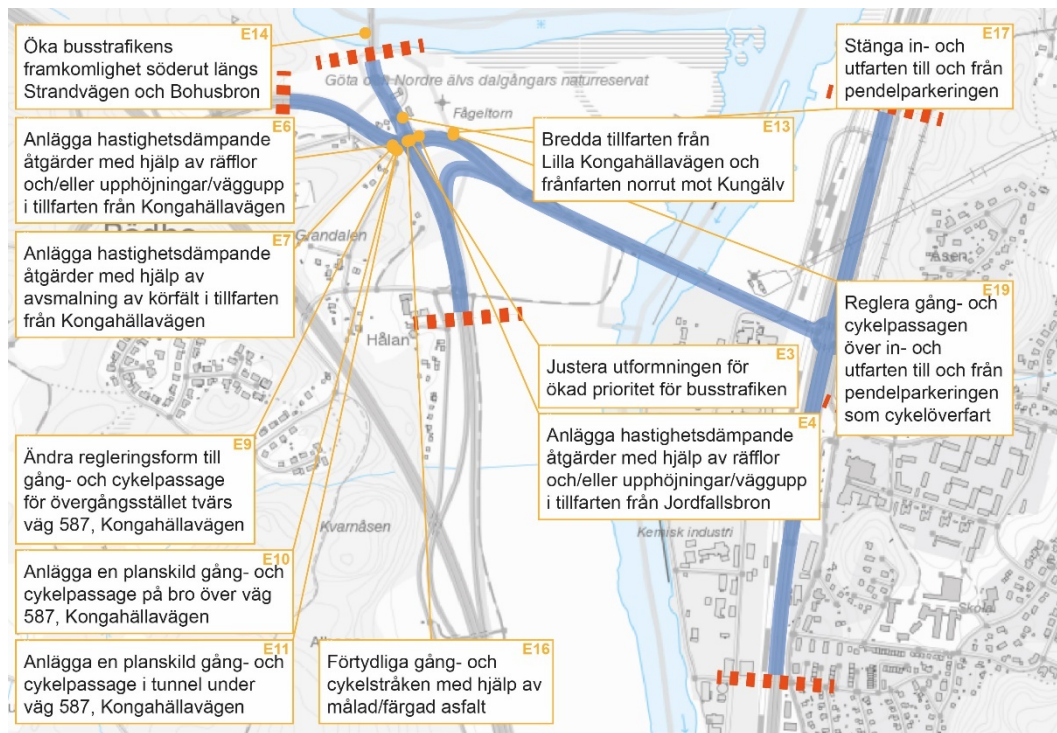 E14
Öka busstrafikens
framkomlighet söderut längs
Strandvägen och Bohusbron
E6
Anlägga hastighetsdämpande
åtgärder med hjälp av räfflor
och/eller upphöjningar/väggupp
i tillfarten från Kongahällavägen
E7
Anlägga hastighetsdämpande
åtgärder med hjälp av
avsmalning av körfält i tillfarten
från Kongahällavägen
E9
Ändra regleringsform till
gång- och cykelpassage
för övergångsstället tvärs
väg 587, Kongahällavägen
E10
Anlägga en planskild gång- och
cykelpassage på bro över väg
587, Kongahällavägen
E11
Anlägga en planskild gång- och
cykelpassage i tunnel under
väg 587, Kongahällavägen
E16
Förtydliga gång- och
cykelstråken med hjälp av
målad/färgad asfalt
Göta och Nordre älvs dalgångars naturreservat
Fågeltorn
Grandalen
Hålan
Kvarnåsen
E13
Bredda tillfarten från
Lilla Kongahällavägen och
frånfarten norrut mot Kungälv
E3
Justera utformningen för
ökad prioritet för busstrafiken
E4
Anlägga hastighetsdämpande
åtgärder med hjälp av räfflor
och/eller upphöjningar/väggupp
i tillfarten från Jordfallsbron
Kemisk industri
E17
Stänga in- och
utfarten till och från
pendelparkeringen
Åsen
E19
Reglera gång- och
cykelpassagen
över in- och
utfarten till och från
pendelparkeringen
som cykelöverfart
Skola